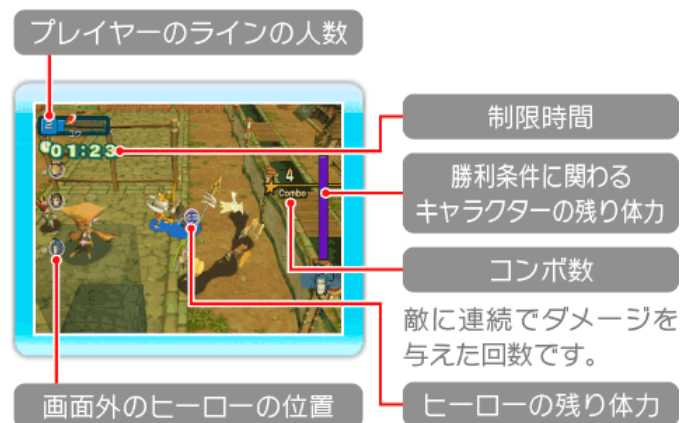 プレイヤーのラインの人数
01:23
4
Combo
制限時間
勝利条件に関わる
キャラクターの残り体力
コンボ数
敵に連続でダメージを
与えた回数です。
画面外のヒーローの位置
ヒーローの残り体力